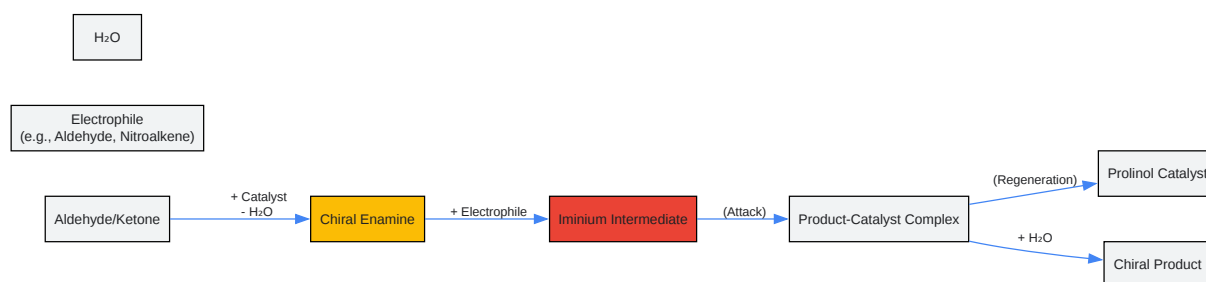 H₂O
Electrophile
(e.g., Aldehyde, Nitroalkene)
Aldehyde/Ketone
+ Catalyst
- H₂O
Chiral Enamine
+ Electrophile
Iminium Intermediate
(Attack)
Product-Catalyst Complex
(Regeneration)
Prolinol Catalyst
+ H₂O
Chiral Product